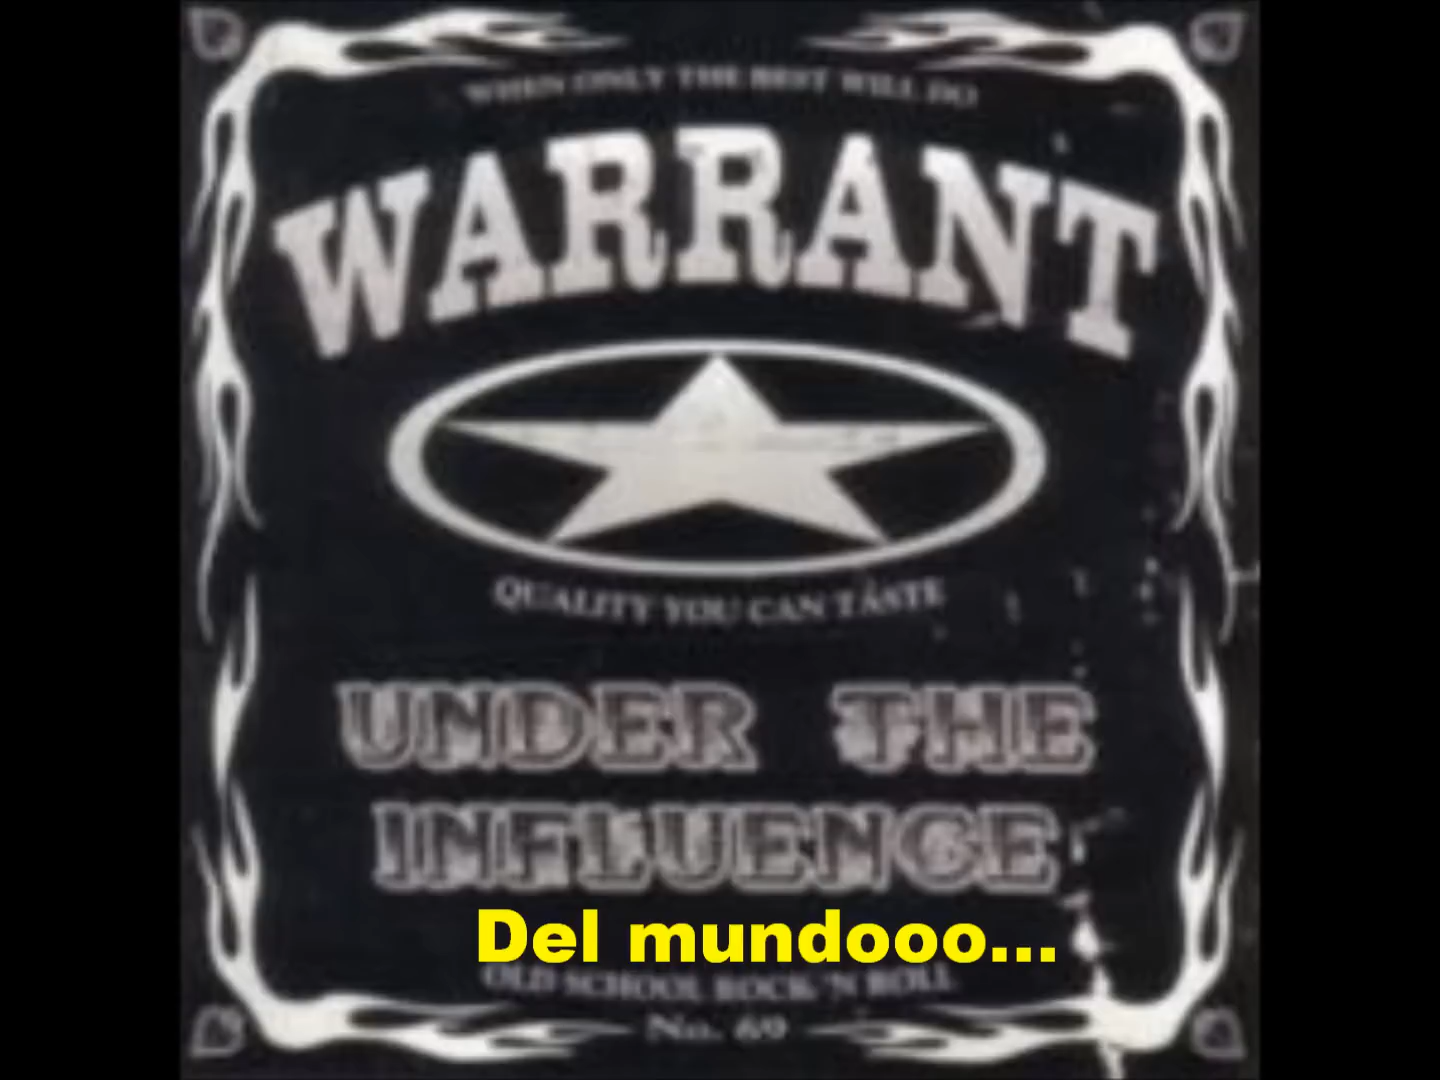 WHEN ONLY THE BEST WILL DO
WARRANT
QUALITY YOU CAN TASTE
UNDER THE
INFLUENCE
Del mundooo...
OLD SCHOOL ROCK 'N ROLL
No. 69